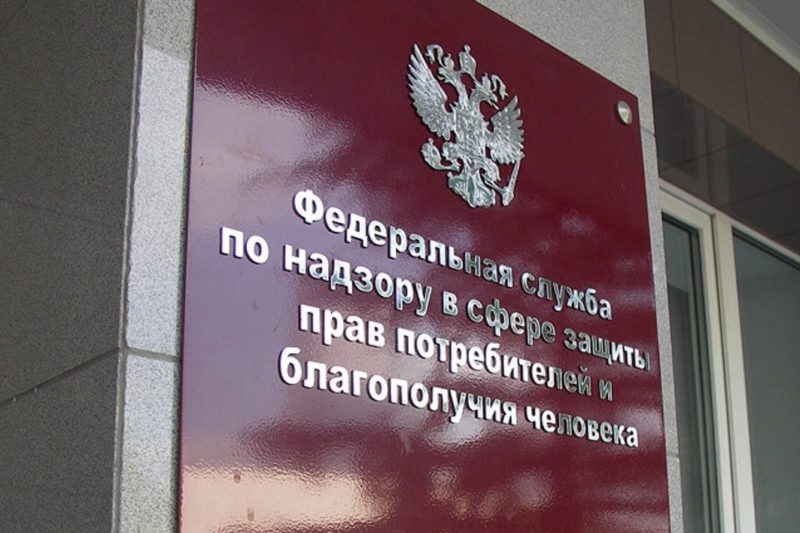 Федеральная служба
по надзору в сфере защиты
прав потребителей и
благополучия человека